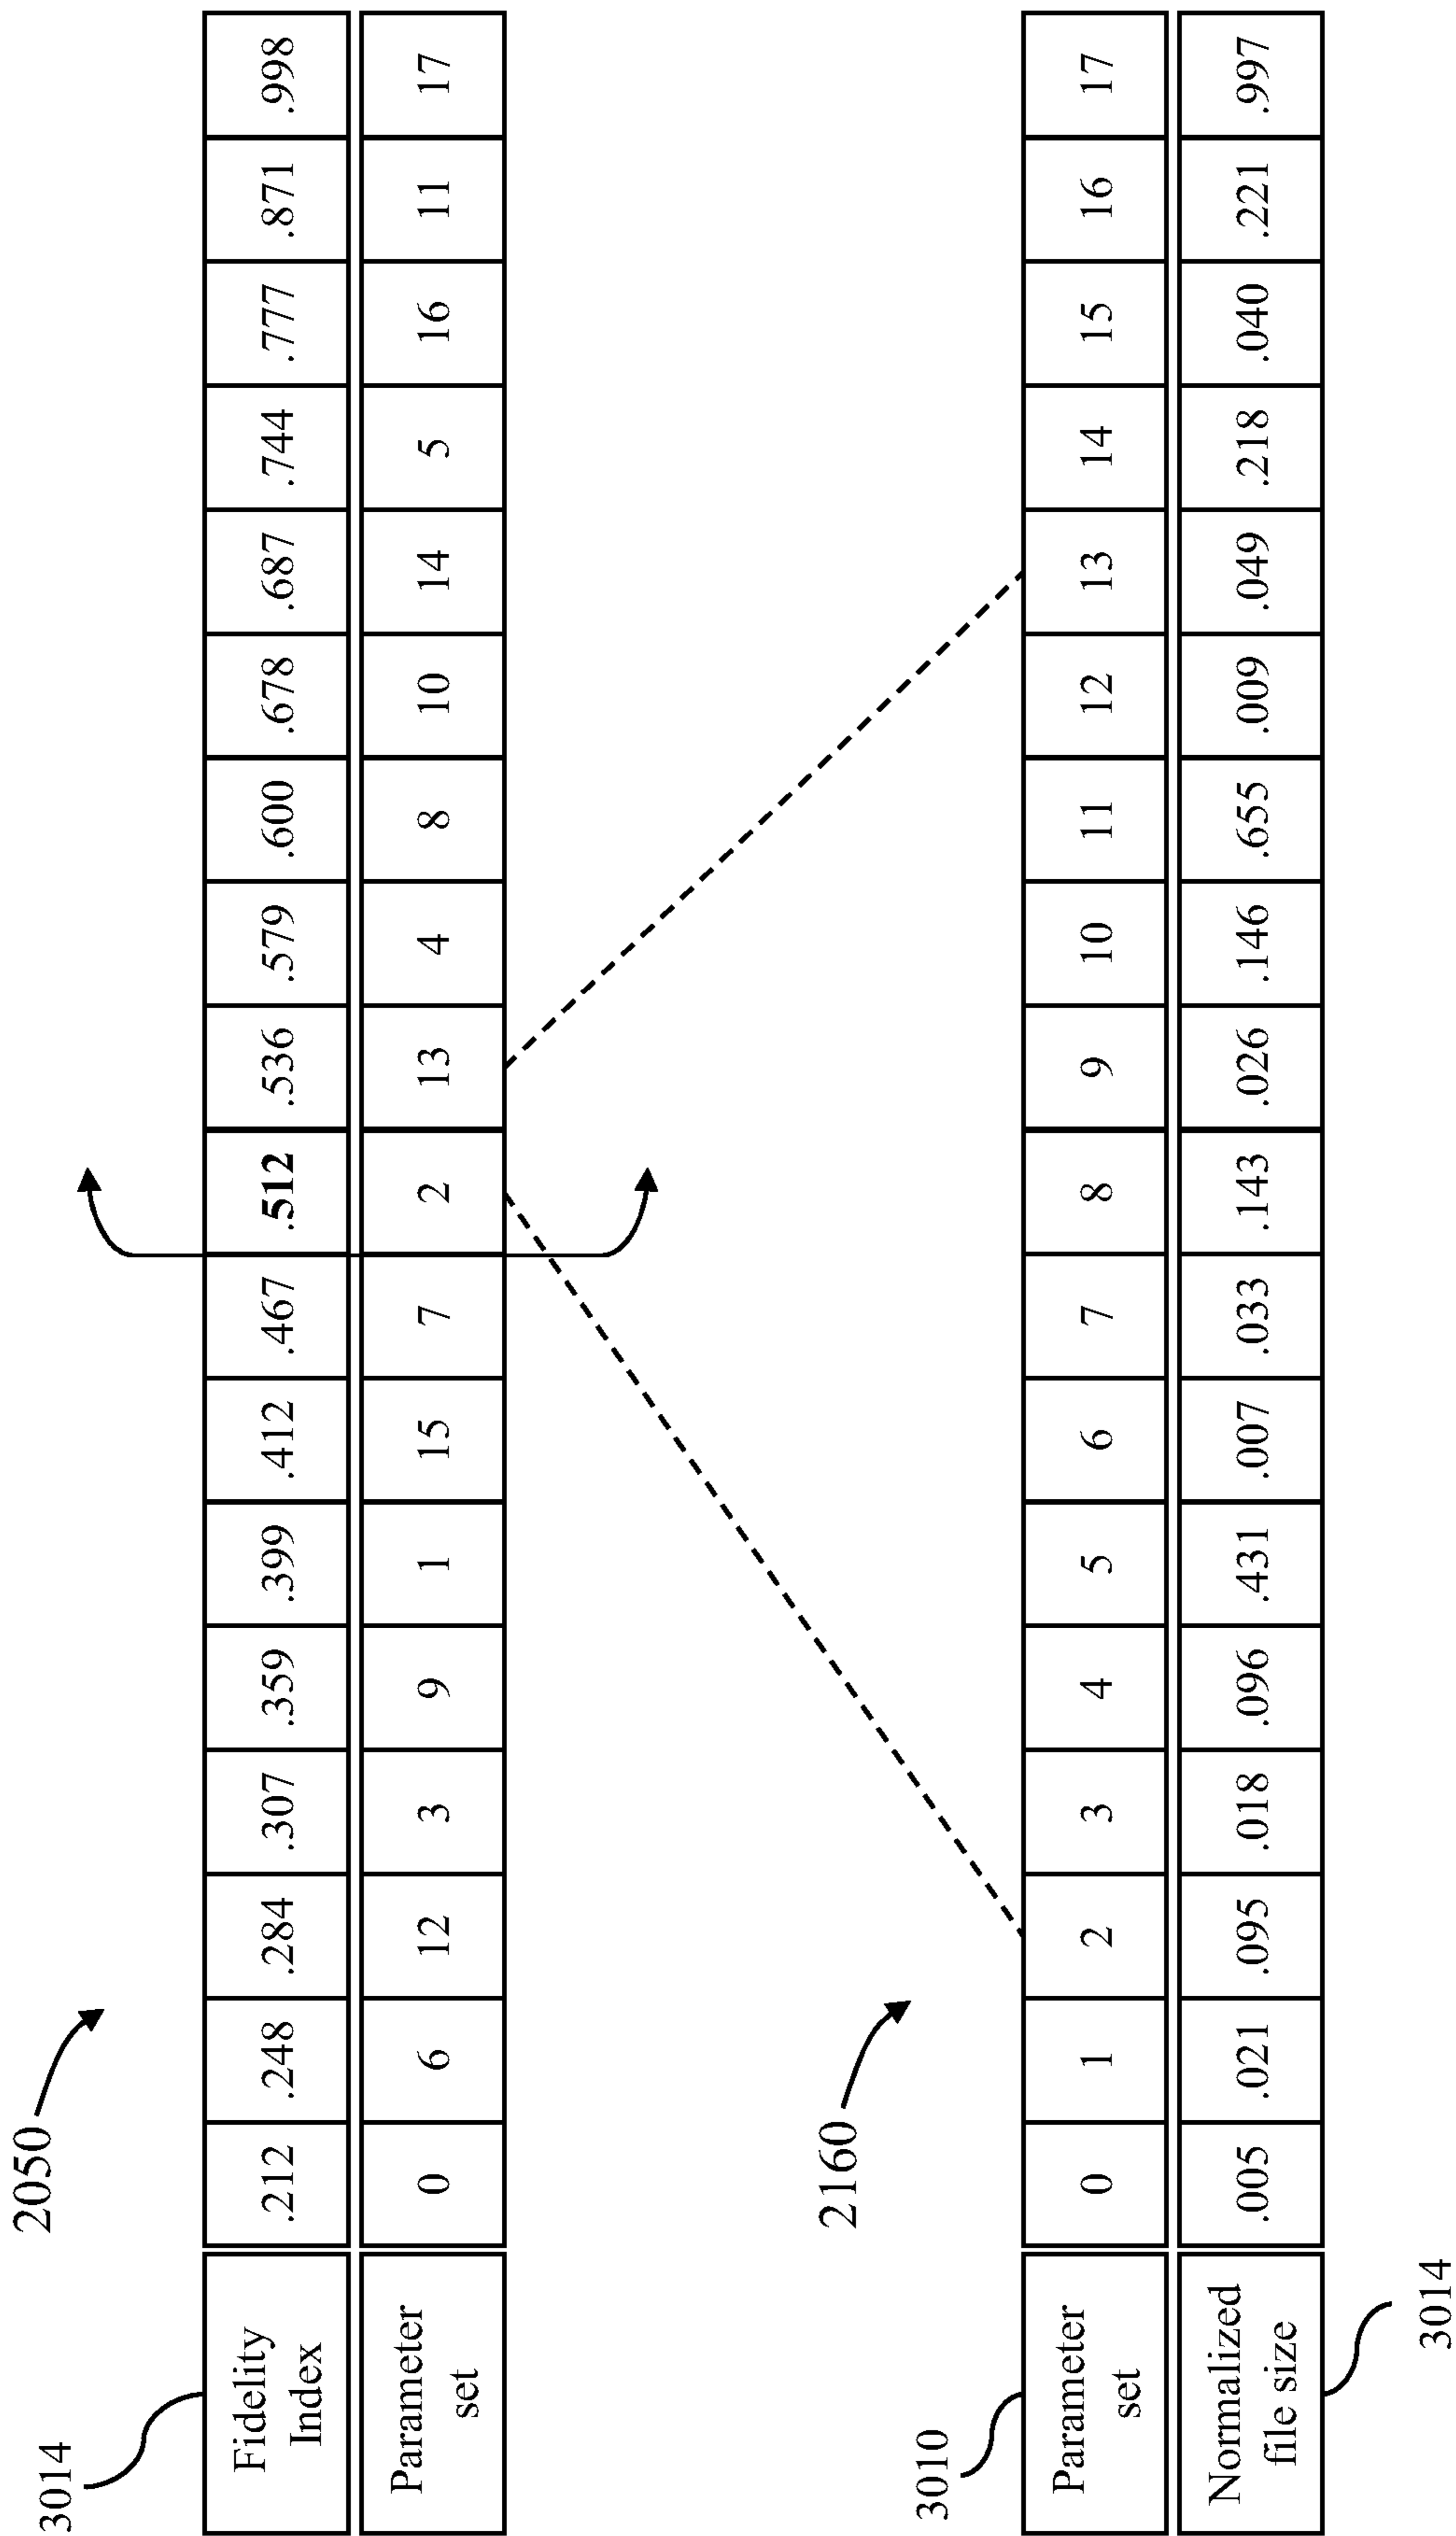 2050
3014
Fidelity Index .212 .248 .284 .307 .359 .399 .412 .467 .512 .536 .579 .600 .678 .687 .744 .777 .871 .998
Parameter set 0 6 12 3 9 1 15 7 2 13 4 8 10 14 5 16 11 17
2160
3010
Parameter set 0 1 2 3 4 5 6 7 8 9 10 11 12 13 14 15 16 17
Normalized file size .005 .021 .095 .018 .096 .431 .007 .033 .143 .026 .146 .655 .009 .049 .218 .040 .221 .997
3014